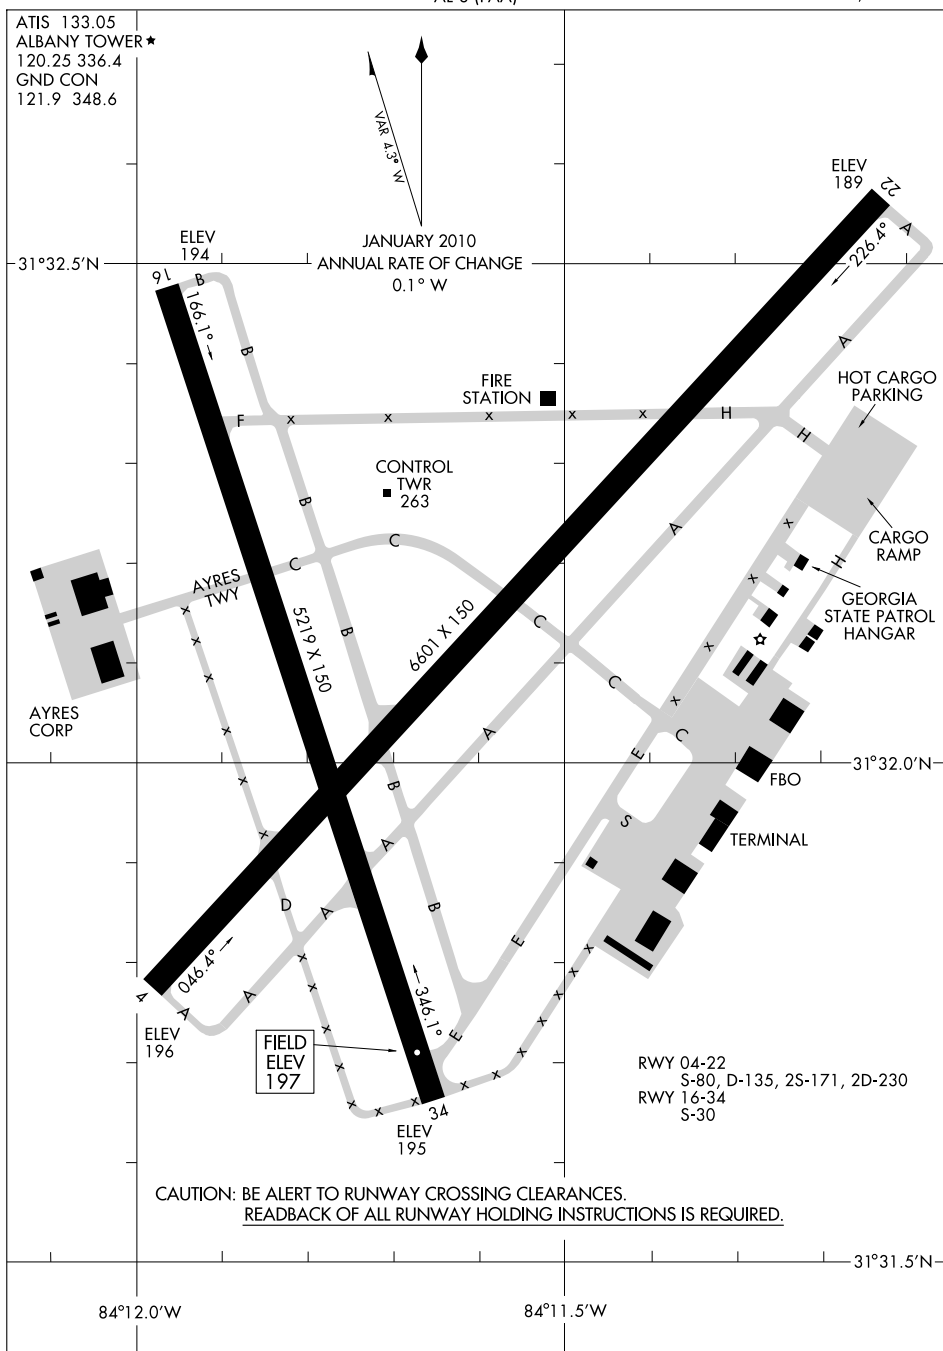 ATIS 133.05
ALBANY TOWER★
120.25 336.4
GND CON
121.9 348.6
VAR 4.3° W
JANUARY 2010
ANNUAL RATE OF CHANGE
0.1° W
ELEV
189
22
A
226.4°
ELEV
194
31°32.5'N
16
B
166.1°
B
A
FIRE
STATION
HOT CARGO
PARKING
F
x
x
x
x
x
H
H
CONTROL
TWR
263
B
A
x
CARGO
RAMP
C
C
AYRES
TWY
x
H
GEORGIA
STATE PATROL
HANGAR
x
x
5219 X 150
B
6601 X 150
C
x
x
C
x
AYRES
CORP
x
A
E
C
31°32.0'N
x
B
FBO
x
A
S
TERMINAL
D
A
B
E
x
x
046.4°
A
x
x
x
346.1°
4
A
ELEV
196
x
x
E
FIELD
ELEV
197
x
x
x
x
x
x
x
x
34
ELEV
195
RWY 04-22
S-80, D-135, 2S-171, 2D-230
RWY 16-34
S-30
CAUTION: BE ALERT TO RUNWAY CROSSING CLEARANCES.
READBACK OF ALL RUNWAY HOLDING INSTRUCTIONS IS REQUIRED.
31°31.5'N
84°12.0'W
84°11.5'W